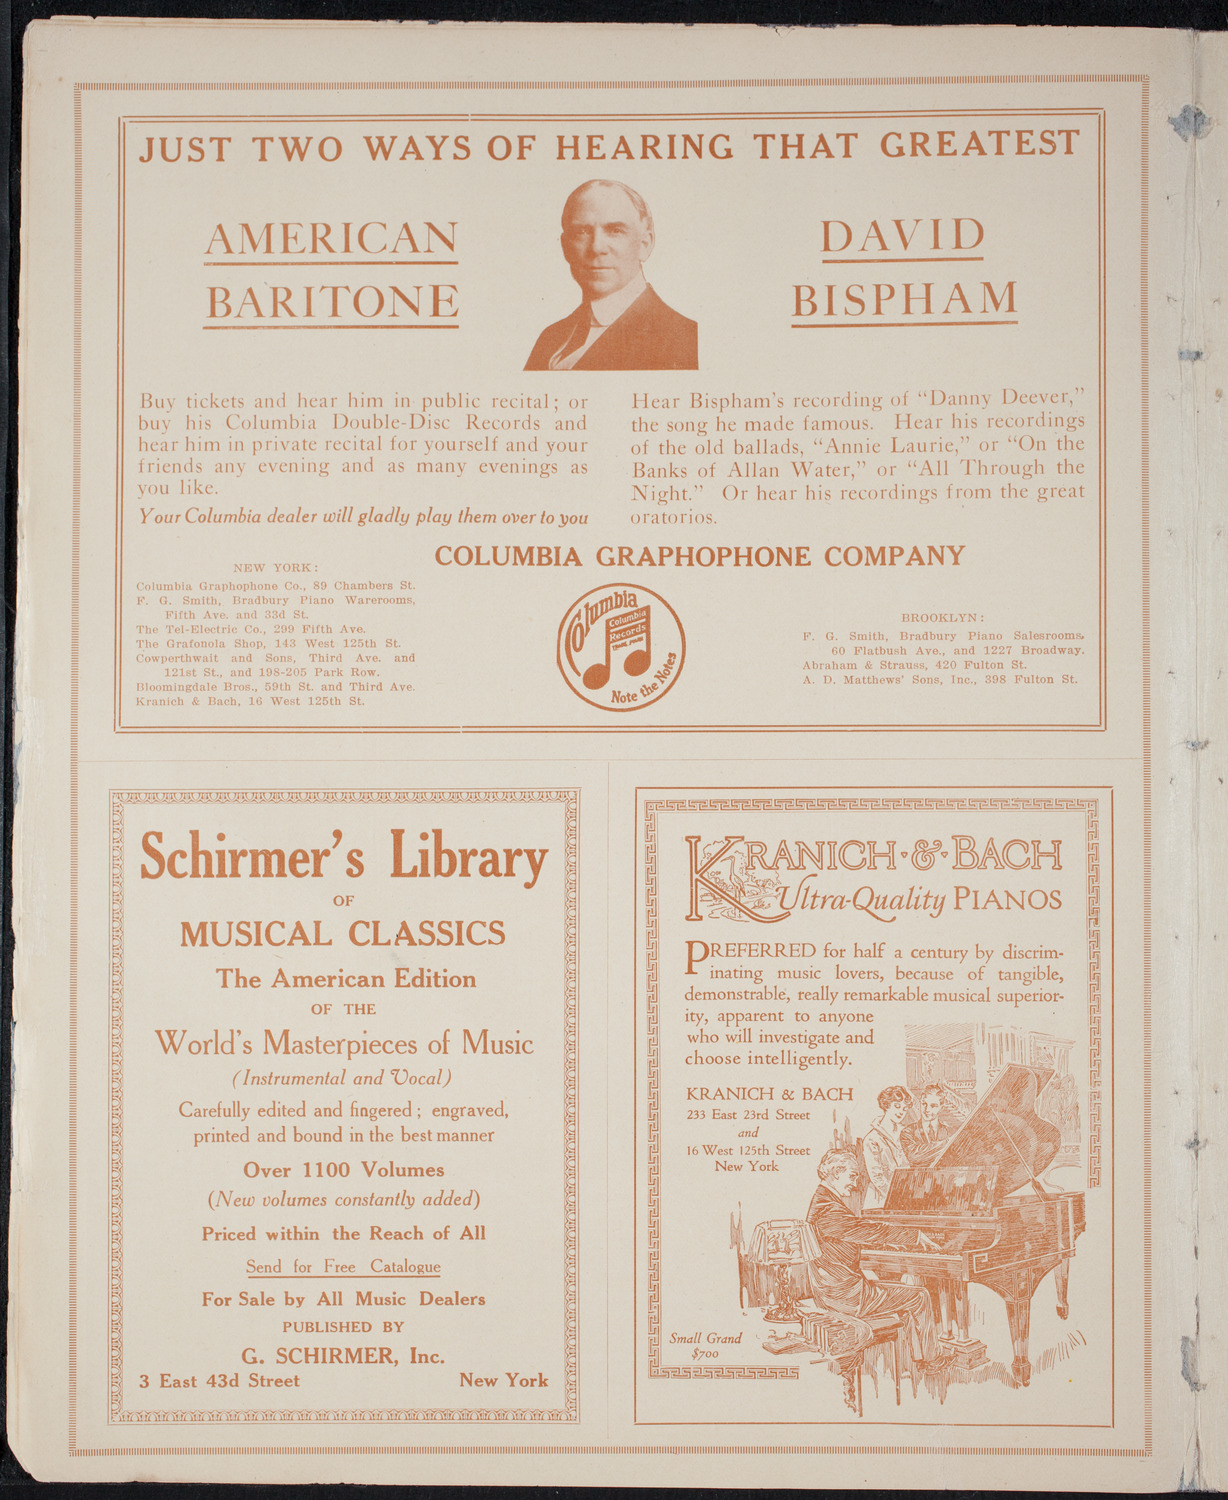 JUST TWO WAYS OF HEARING THAT GREATEST
AMERICAN
BARITONE
DAVID
BISPHAM
Buy tickets and hear him in public recital; or
buy his Columbia Double-Disc Records and
hear him in private recital for yourself and your
friends any evening and as many evenings as
you like.
Your Columbia dealer will gladly play them over to you
Hear Bispham's recording of “Danny Deever,”
the song he made famous. Hear his recordings
of the old ballads, “Annie Laurie,” or “On the
Banks of Allan Water,” or “All Through the
Night.” Or hear his recordings from the great
oratorios.
COLUMBIA GRAPHOPHONE COMPANY
NEW YORK:
Columbia Graphophone Co., 89 Chambers St.
F. G. Smith, Bradbury Piano Warerooms,
Fifth Ave. and 33d St.
The Tel-Electric Co., 299 Fifth Ave.
The Grafonola Shop, 143 West 125th St.
Cowperthwait and Sons, Third Ave. and
121st St., and 198-205 Park Row.
Bloomingdale Bros., 59th St. and Third Ave.
Kranich & Bach, 16 West 125th St.
Columbia
Columbia
Records
Note the Notes
BROOKLYN:
F. G. Smith, Bradbury Piano Salesrooms,
60 Flatbush Ave., and 1227 Broadway.
Abraham & Strauss, 420 Fulton St.
A. D. Matthews' Sons, Inc., 398 Fulton St.
Schirmer's Library
OF
MUSICAL CLASSICS
The American Edition
OF THE
World's Masterpieces of Music
(Instrumental and Vocal)
Carefully edited and fingered; engraved,
printed and bound in the best manner
Over 1100 Volumes
(New volumes constantly added)
Priced within the Reach of All
Send for Free Catalogue
For Sale by All Music Dealers
PUBLISHED BY
G. SCHIRMER, Inc.
3 East 43d Street New York
KRANICH·&·BACH
Ultra-Quality PIANOS
PREFERRED for half a century by discrim-
inating music lovers, because of tangible,
demonstrable, really remarkable musical superior-
ity, apparent to anyone
who will investigate and
choose intelligently.
KRANICH & BACH
233 East 23rd Street
and
16 West 125th Street
New York
Small Grand
$700